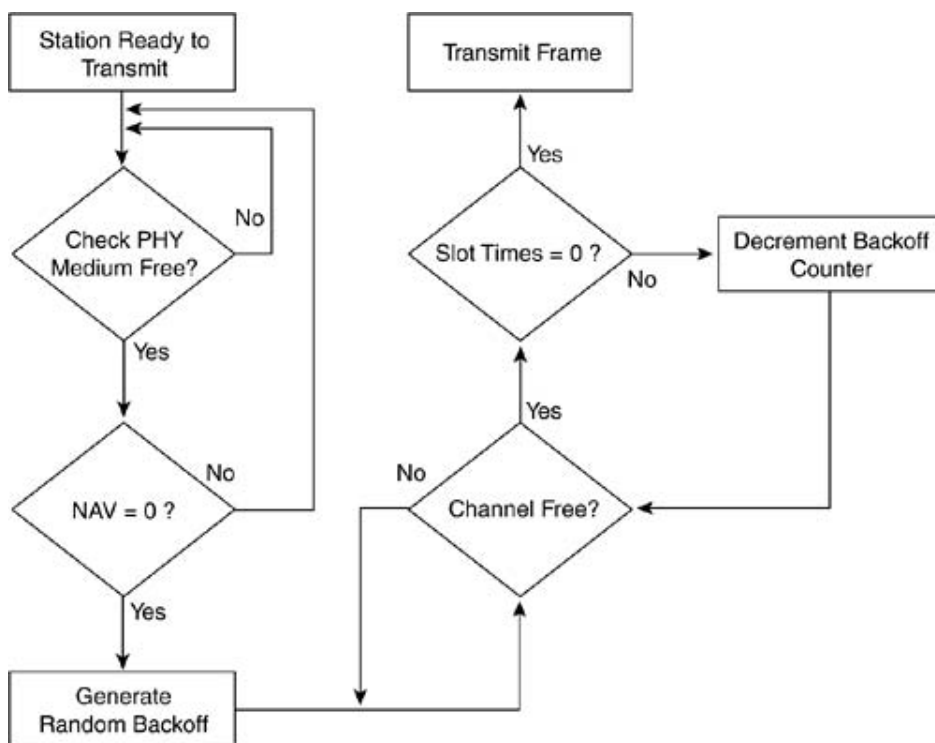 Station Ready to
Transmit
No
Check PHY
Medium Free?
Yes
No
NAV = 0 ?
Yes
Generate
Random Backoff
Transmit Frame
Yes
Slot Times = 0 ?
No
Decrement Backoff
Counter
Yes
No
Channel Free?